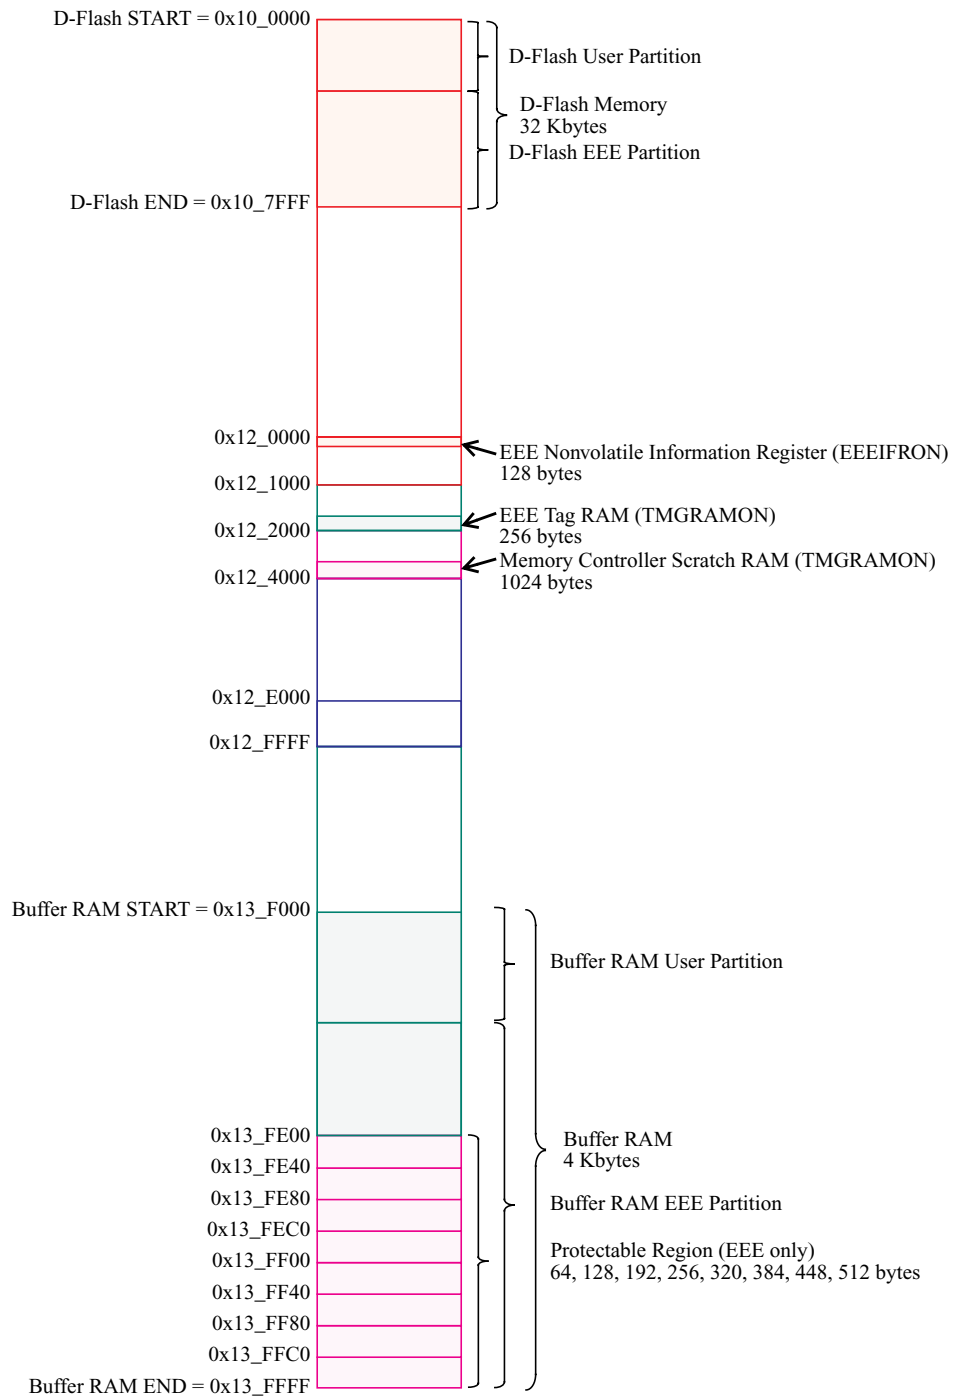 D-Flash START = 0x10_0000
D-Flash User Partition
D-Flash Memory
32 Kbytes
D-Flash EEE Partition
D-Flash END = 0x10_7FFF
0x12_0000
EEE Nonvolatile Information Register (EEEIFRON)
128 bytes
0x12_1000
EEE Tag RAM (TMGRAMON)
256 bytes
0x12_2000
Memory Controller Scratch RAM (TMGRAMON)
1024 bytes
0x12_4000
0x12_E000
0x12_FFFF
Buffer RAM START = 0x13_F000
Buffer RAM User Partition
0x13_FE00
Buffer RAM
4 Kbytes
0x13_FE40
0x13_FE80
Buffer RAM EEE Partition
0x13_FEC0
Protectable Region (EEE only)
64, 128, 192, 256, 320, 384, 448, 512 bytes
0x13_FF00
0x13_FF40
0x13_FF80
0x13_FFC0
Buffer RAM END = 0x13_FFFF